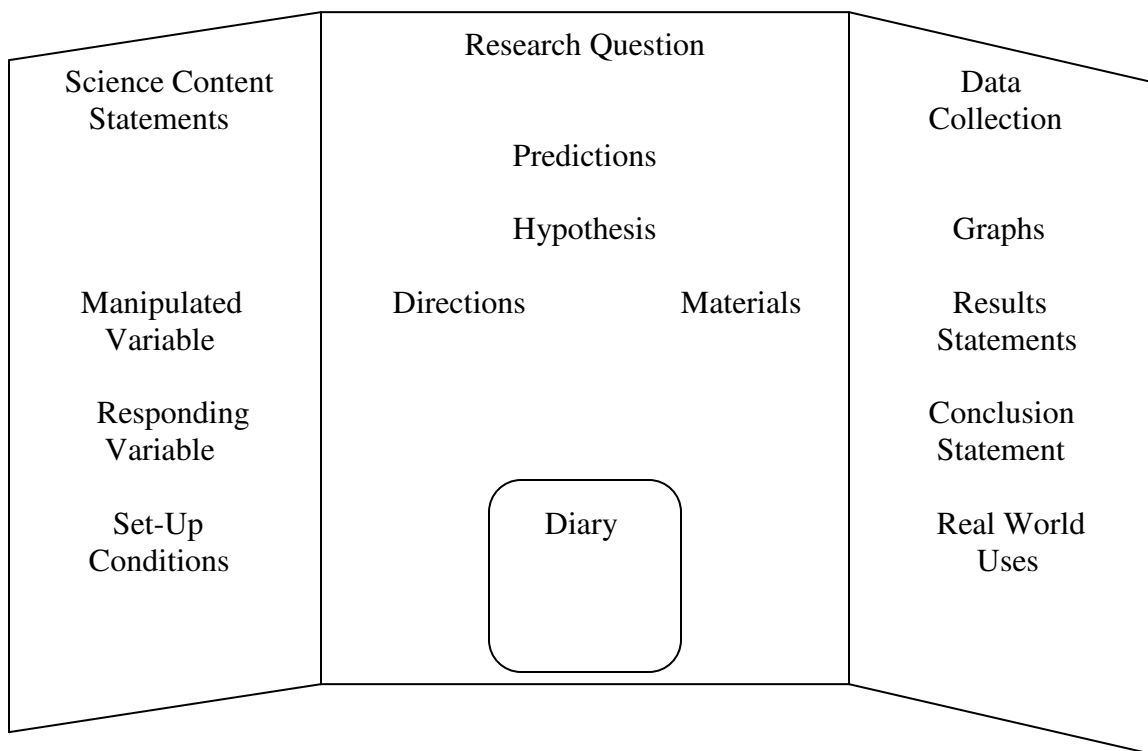 Science Content
Statements
Manipulated
Variable
Responding
Variable
Set-Up
Conditions
Research Question
Predictions
Hypothesis
Directions
Materials
Diary
Data
Collection
Graphs
Results
Statements
Conclusion
Statement
Real World
Uses